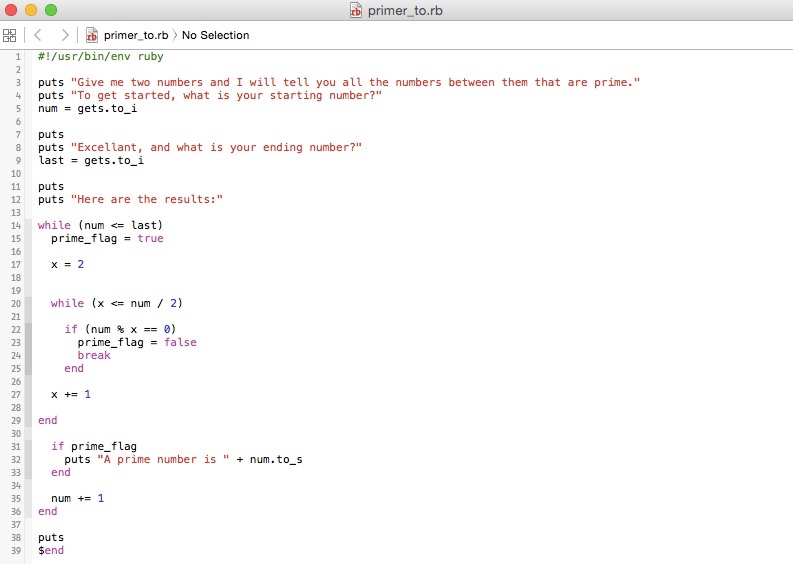 primer_to.rb
primer_to.rb 〉 No Selection
1 #!/usr/bin/env ruby
2
3 puts "Give me two numbers and I will tell you all the numbers between them that are prime."
4 puts "To get started, what is your starting number?"
5 num = gets.to_i
6
7 puts
8 puts "Excellant, and what is your ending number?"
9 last = gets.to_i
10
11 puts
12 puts "Here are the results:"
13
14 while (num <= last)
15   prime_flag = true
16
17   x = 2
18
19
20   while (x <= num / 2)
21
22     if (num % x == 0)
23       prime_flag = false
24       break
25     end
26
27   x += 1
28
29 end
30
31   if prime_flag
32     puts "A prime number is " + num.to_s
33   end
34
35   num += 1
36 end
37
38 puts
39 $end